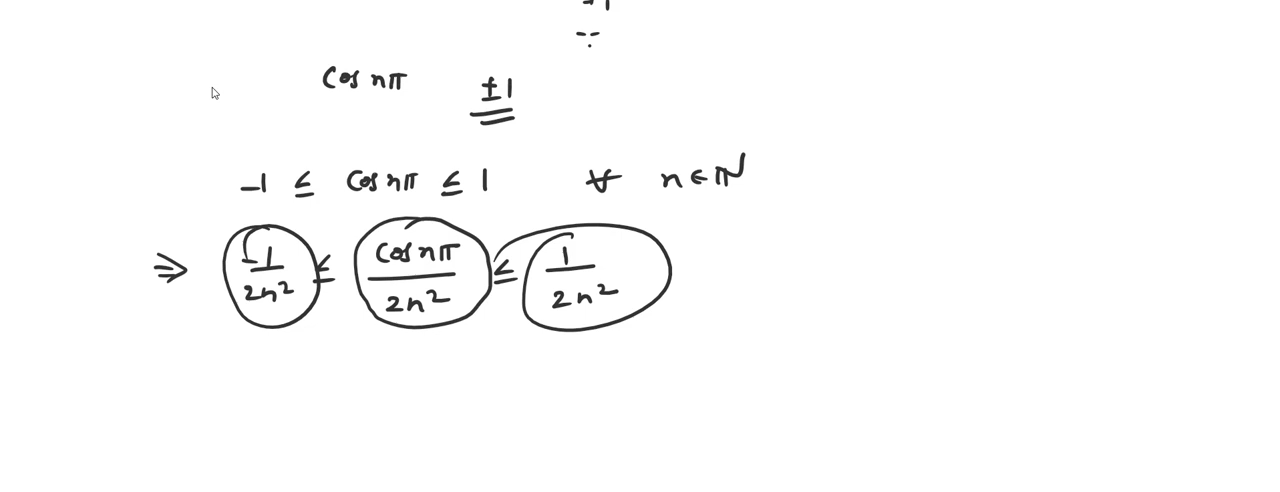 cos nπ ±1
-1 ≤ cos nπ ≤ 1 ∀ n ∈ ℕ
⇒ -1/2n² ≤ cos nπ/2n² ≤ 1/2n²